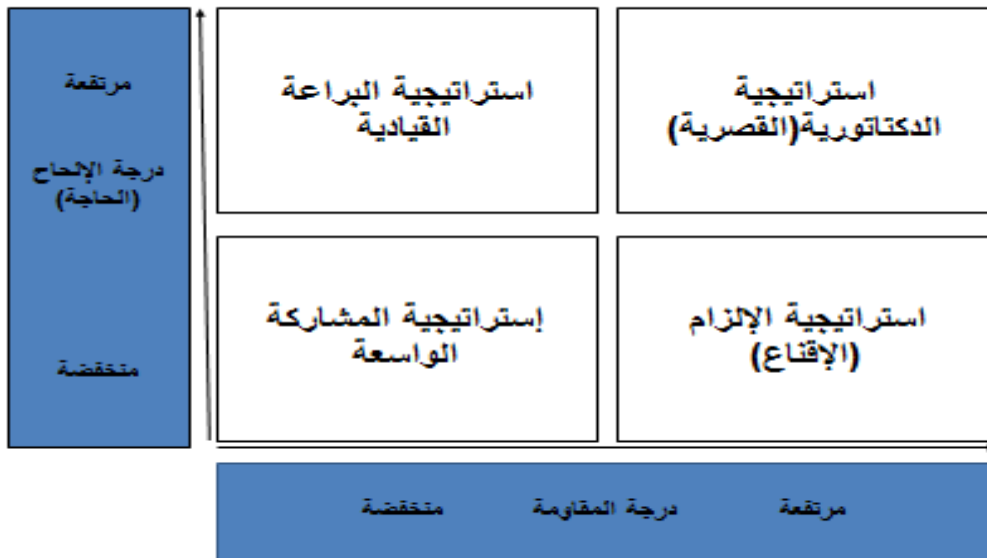 مرتفعة
درجة الإلحاح
(الحاجة)
منخفضة
استراتيجية
الدكتاتورية(القصرية)
استراتيجية البراعة
القيادية
استراتيجية الإلزام
(الإقناع)
إستراتيجية المشاركة
الواسعة
مرتفعة
درجة المقاومة
منخفضة